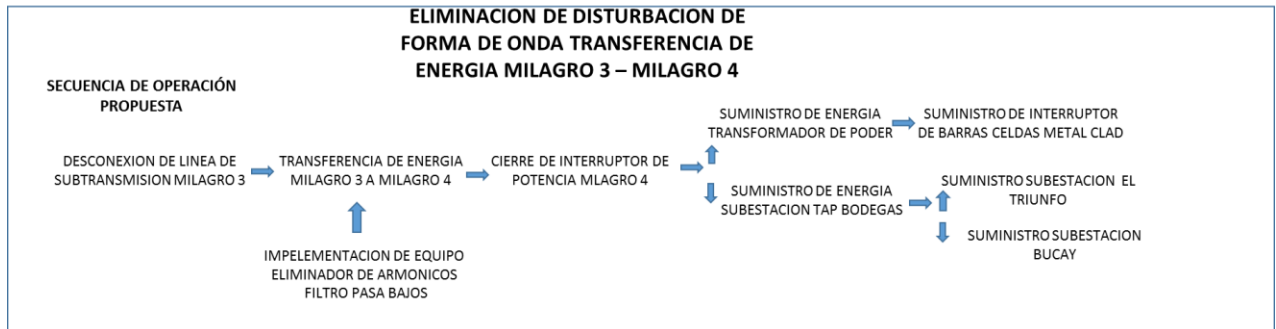 ELIMINACION DE DISTURBACION DE
FORMA DE ONDA TRANSFERENCIA DE
ENERGIA MILAGRO 3 – MILAGRO 4
SECUENCIA DE OPERACIÓN
PROPUESTA
DESCONEXION DE LINEA DE
SUBTRANSMISION MILAGRO 3
TRANSFERENCIA DE ENERGIA
MILAGRO 3 A MILAGRO 4
IMPELEMENTACION DE EQUIPO
ELIMINADOR DE ARMONICOS
FILTRO PASA BAJOS
CIERRE DE INTERRUPTOR DE
POTENCIA MLAGRO 4
SUMINISTRO DE ENERGIA
TRANSFORMADOR DE PODER
SUMINISTRO DE INTERRUPTOR
DE BARRAS CELDAS METAL CLAD
SUMINISTRO DE ENERGIA
SUBESTACION TAP BODEGAS
SUMINISTRO SUBESTACION EL
TRIUNFO
SUMINISTRO SUBESTACION
BUCAY